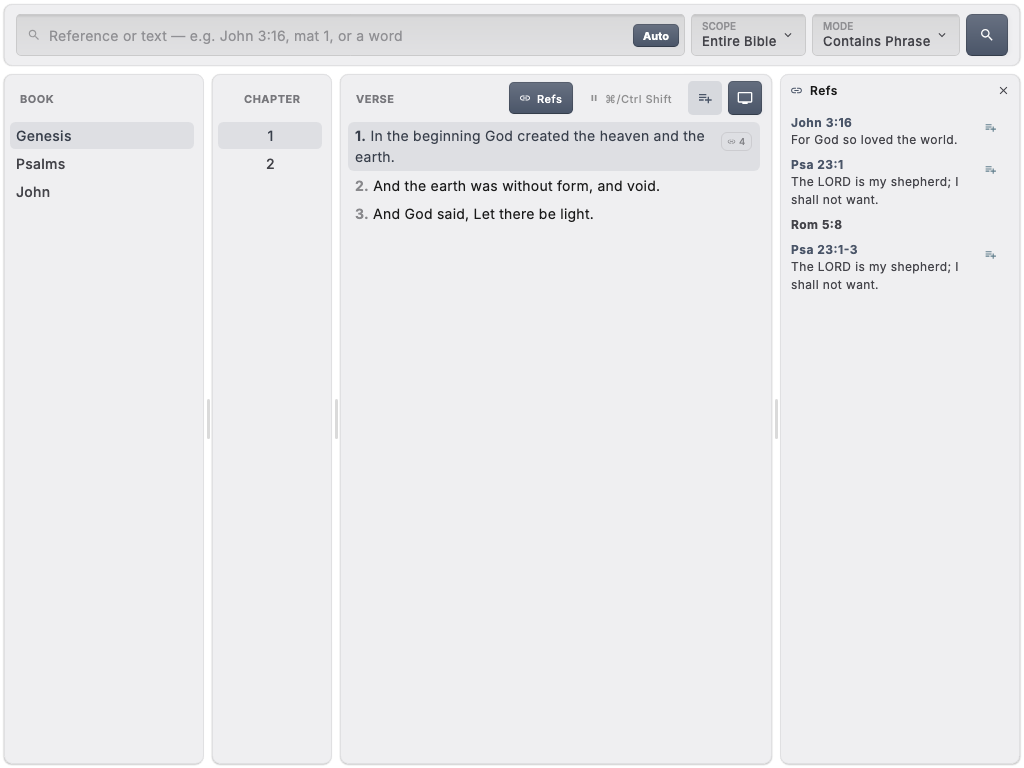 Reference or text — e.g. John 3:16, mat 1, or a word
Auto
SCOPE
Entire Bible
MODE
Contains Phrase
BOOK
Genesis
Psalms
John
CHAPTER
1
2
VERSE
Refs
⌘/Ctrl Shift
1. In the beginning God created the heaven and the
earth.
4
2. And the earth was without form, and void.
3. And God said, Let there be light.
Refs
John 3:16
For God so loved the world.
Psa 23:1
The LORD is my shepherd; I
shall not want.
Rom 5:8
Psa 23:1-3
The LORD is my shepherd; I
shall not want.